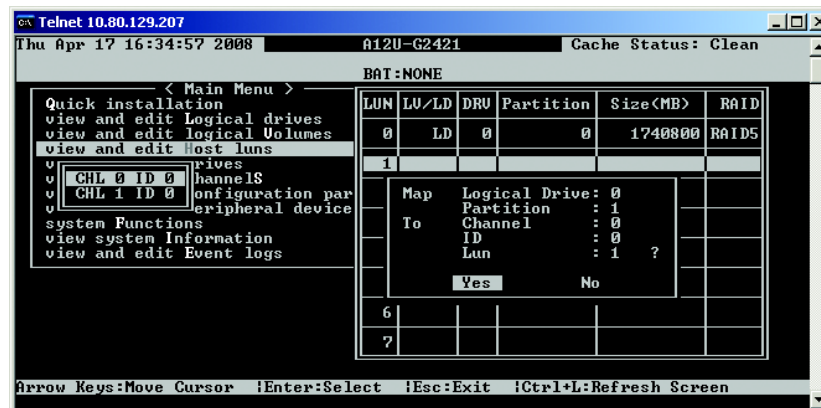 Telnet 10.80.129.207
Thu Apr 17 16:34:57 2008 A12U-G2421 Cache Status: Clean
BAT:NONE
< Main Menu >
Quick installation
view and edit Logical drives
view and edit logical Volumes
view and edit Host luns
v rives
v CHL 0 ID 0 hannelS
v CHL 1 ID 0 onfiguration par
v eripheral device
system Functions
view system Information
view and edit Event logs
LUN LV/LD DRV Partition Size(MB) RAID
0 LD 0 0 1740800 RAID5
1
Map Logical Drive: 0
Partition : 1
To Channel : 0
ID : 0
Lun : 1 ?
Yes No
6
7
Arrow Keys:Move Cursor |Enter:Select |Esc:Exit |Ctrl+L:Refresh Screen